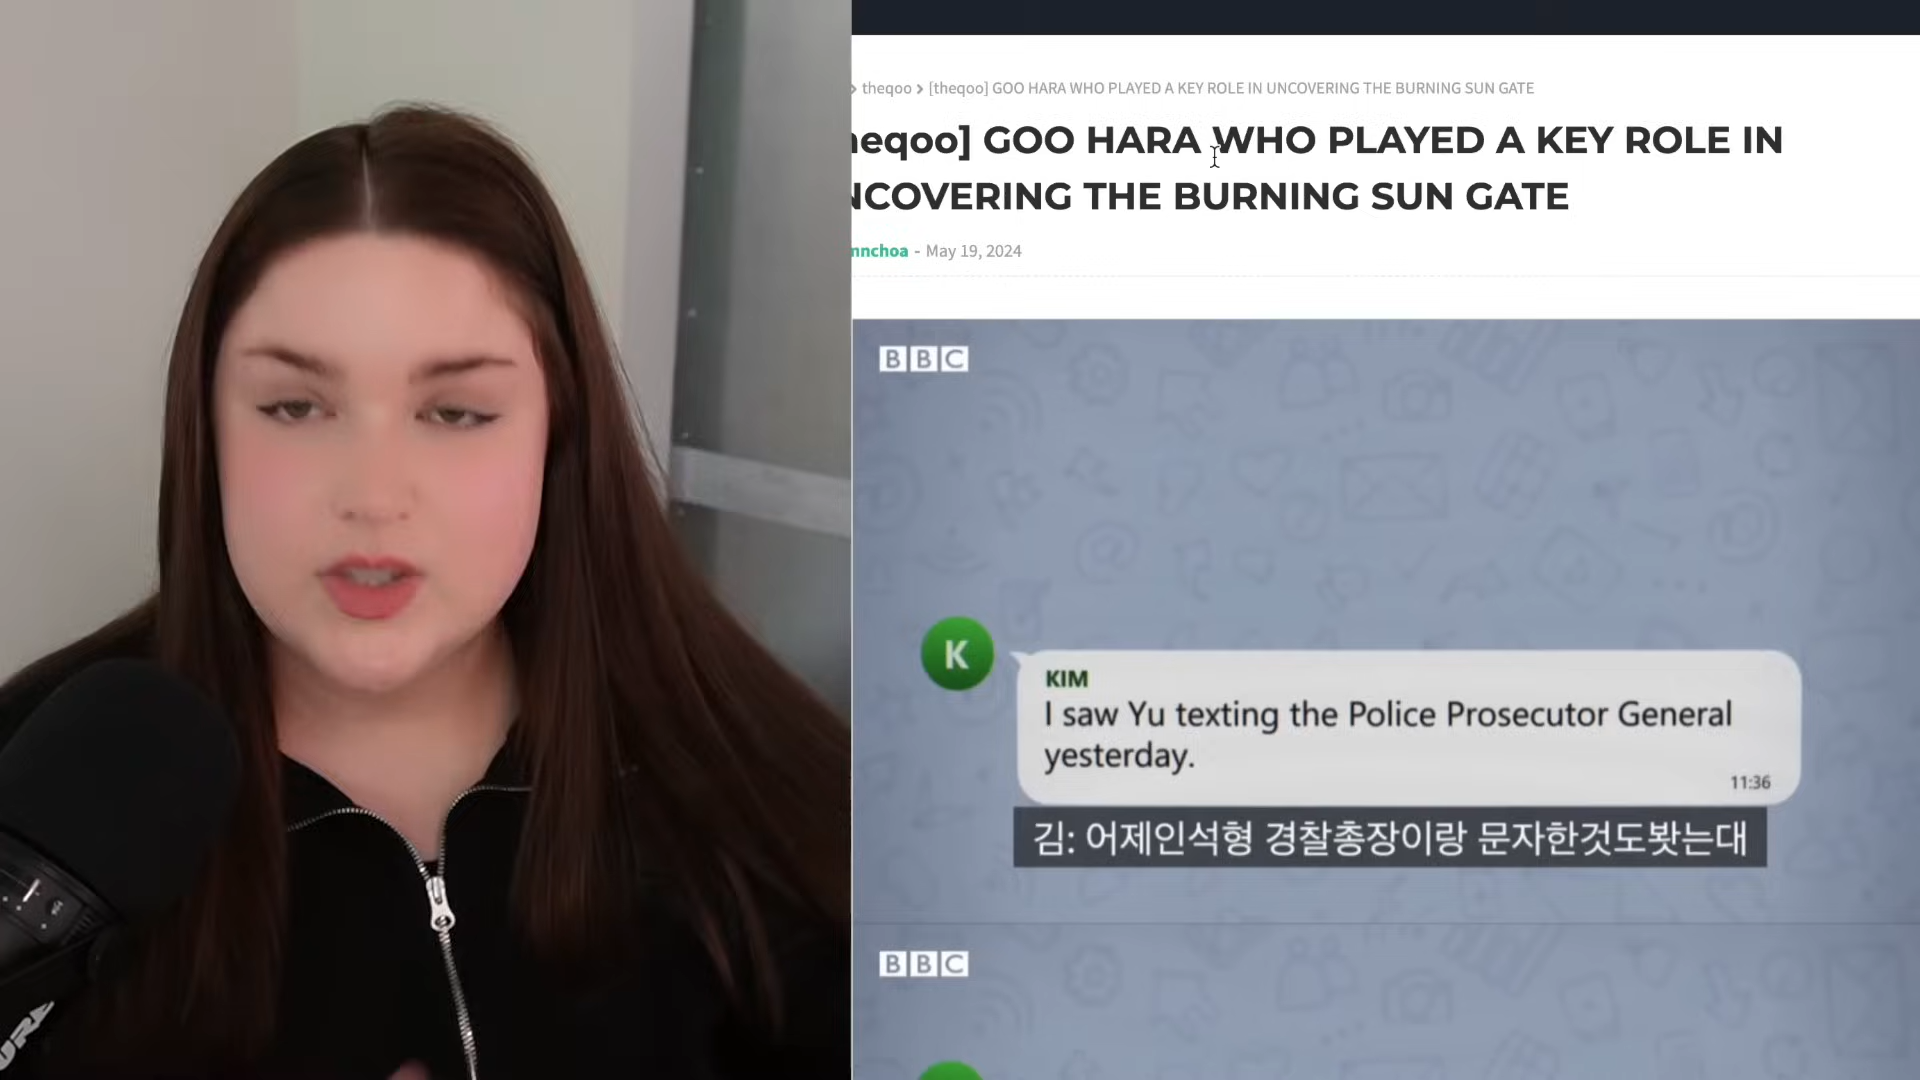 theqoo › [theqoo] GOO HARA WHO PLAYED A KEY ROLE IN UNCOVERING THE BURNING SUN GATE
heqoo] GOO HARA WHO PLAYED A KEY ROLE IN
NCOVERING THE BURNING SUN GATE
nnchoa - May 19, 2024
BBC
K
KIM
I saw Yu texting the Police Prosecutor General
yesterday.
11:36
김: 어제인석형 경찰총장이랑 문자한것도봣는대
BBC